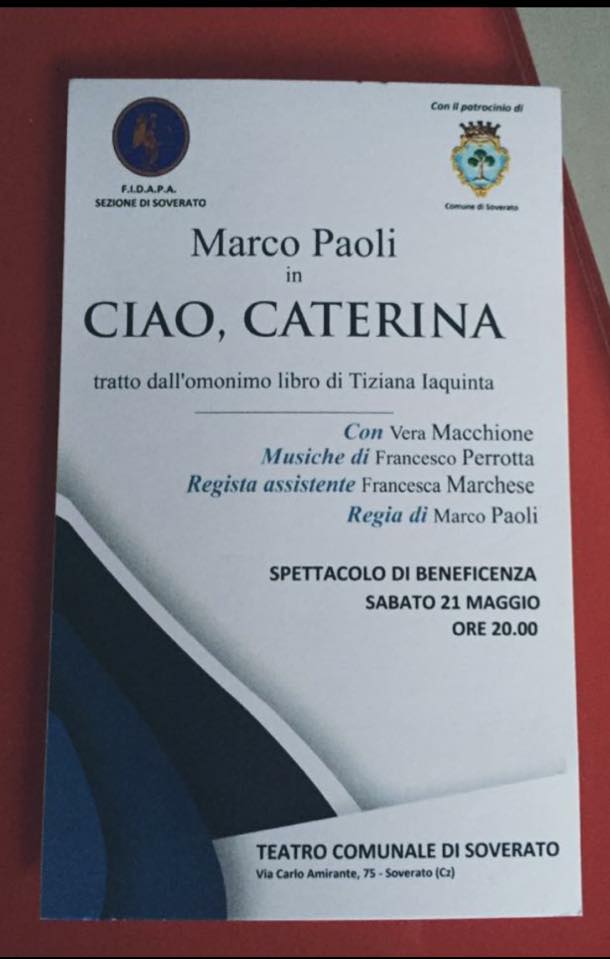 Con il patrocinio di
F.I.D.A.P.A.
SEZIONE DI SOVERATO
Comune di Soverato
Marco Paoli
in
CIAO, CATERINA
tratto dall'omonimo libro di Tiziana Iaquinta
Con Vera Macchione
Musiche di Francesco Perrotta
Regista assistente Francesca Marchese
Regia di Marco Paoli
SPETTACOLO DI BENEFICENZA
SABATO 21 MAGGIO
ORE 20.00
TEATRO COMUNALE DI SOVERATO
Via Carlo Amirante, 75 - Soverato (Cz)